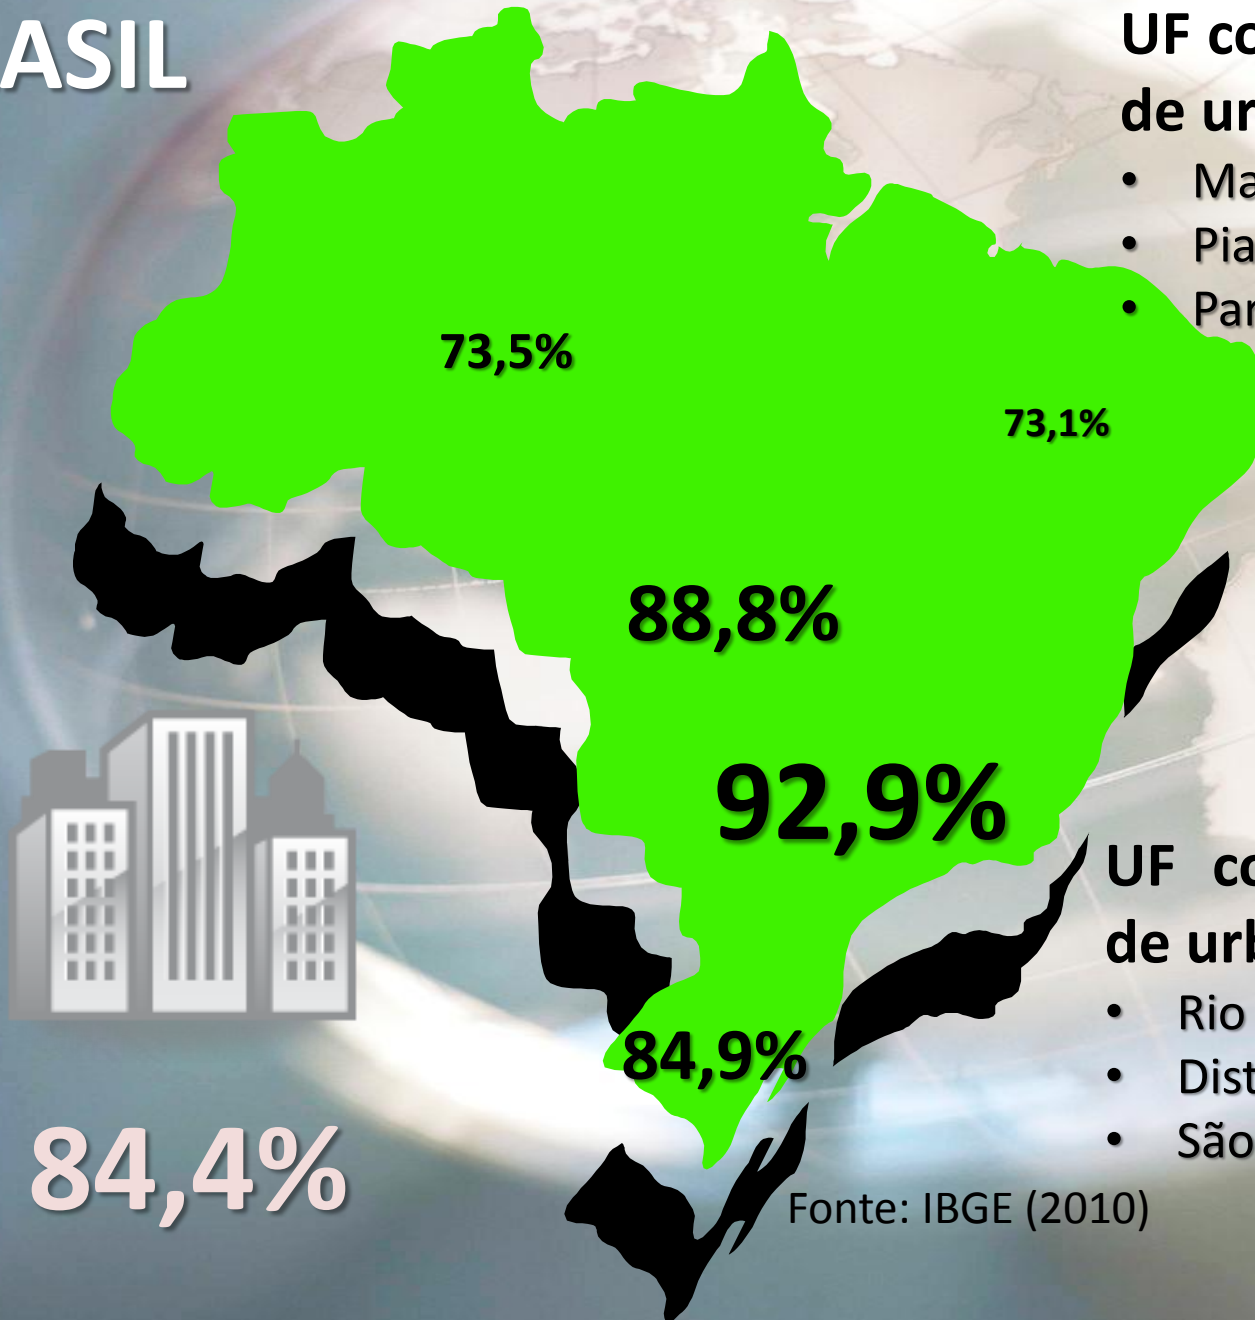 ASIL
UF co
de ur
• Ma
• Pia
• Par
73,5%
73,1%
88,8%
92,9%
84,9%
84,4%
UF co
de urb
• Rio
• Dist
• São
Fonte: IBGE (2010)